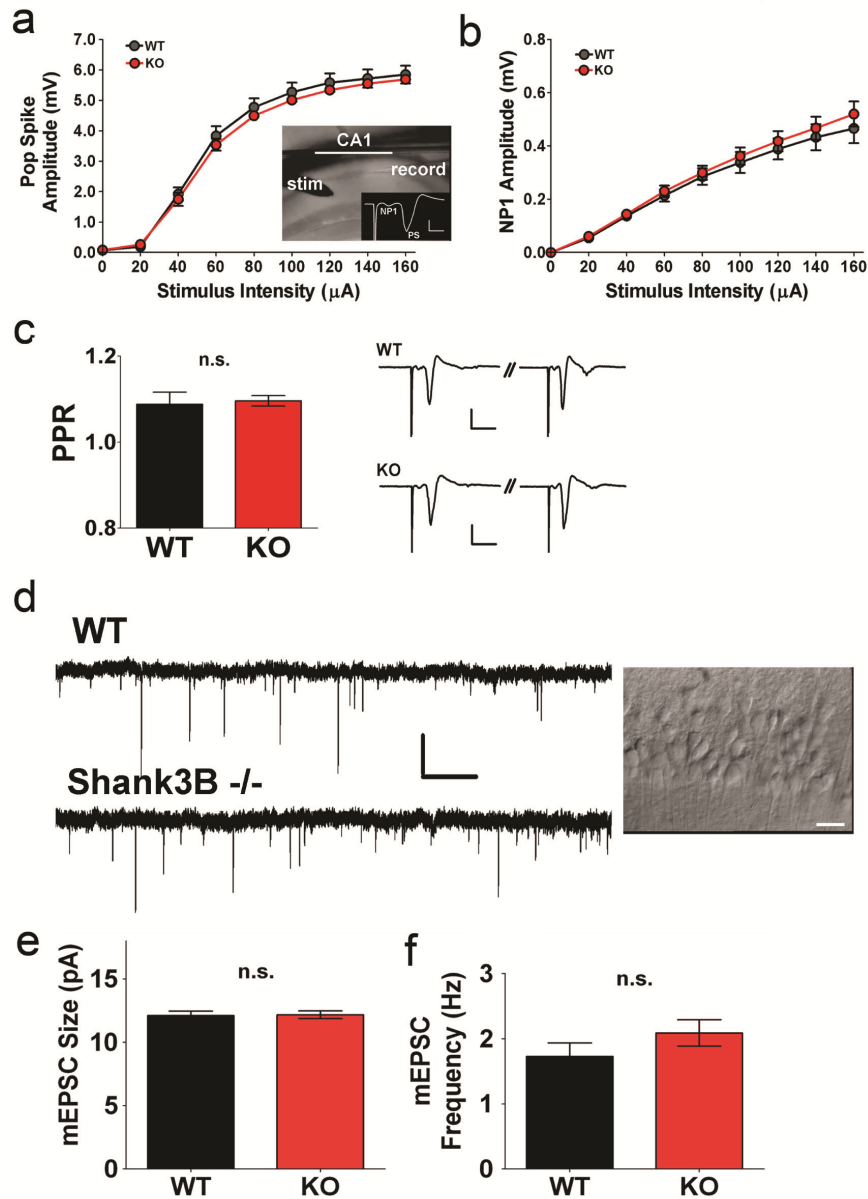 a
7.0
6.0
5.0
4.0
3.0
2.0
1.0
0.0
Pop Spike
Amplitude (mV)
WT
KO
CA1
stim
record
NP1
PS
0 20 40 60 80 100 120 140 160
Stimulus Intensity (μA)
b
0.8
0.6
0.4
0.2
0.0
NP1 Amplitude (mV)
WT
KO
0 20 40 60 80 100 120 140 160
Stimulus Intensity (μA)
c
1.2
1.0
0.8
PPR
n.s.
WT KO
WT
KO
d
WT
Shank3B -/-
e
15
10
5
0
mEPSC Size (pA)
n.s.
WT KO
f
3
2
1
0
mEPSC
Frequency (Hz)
n.s.
WT KO